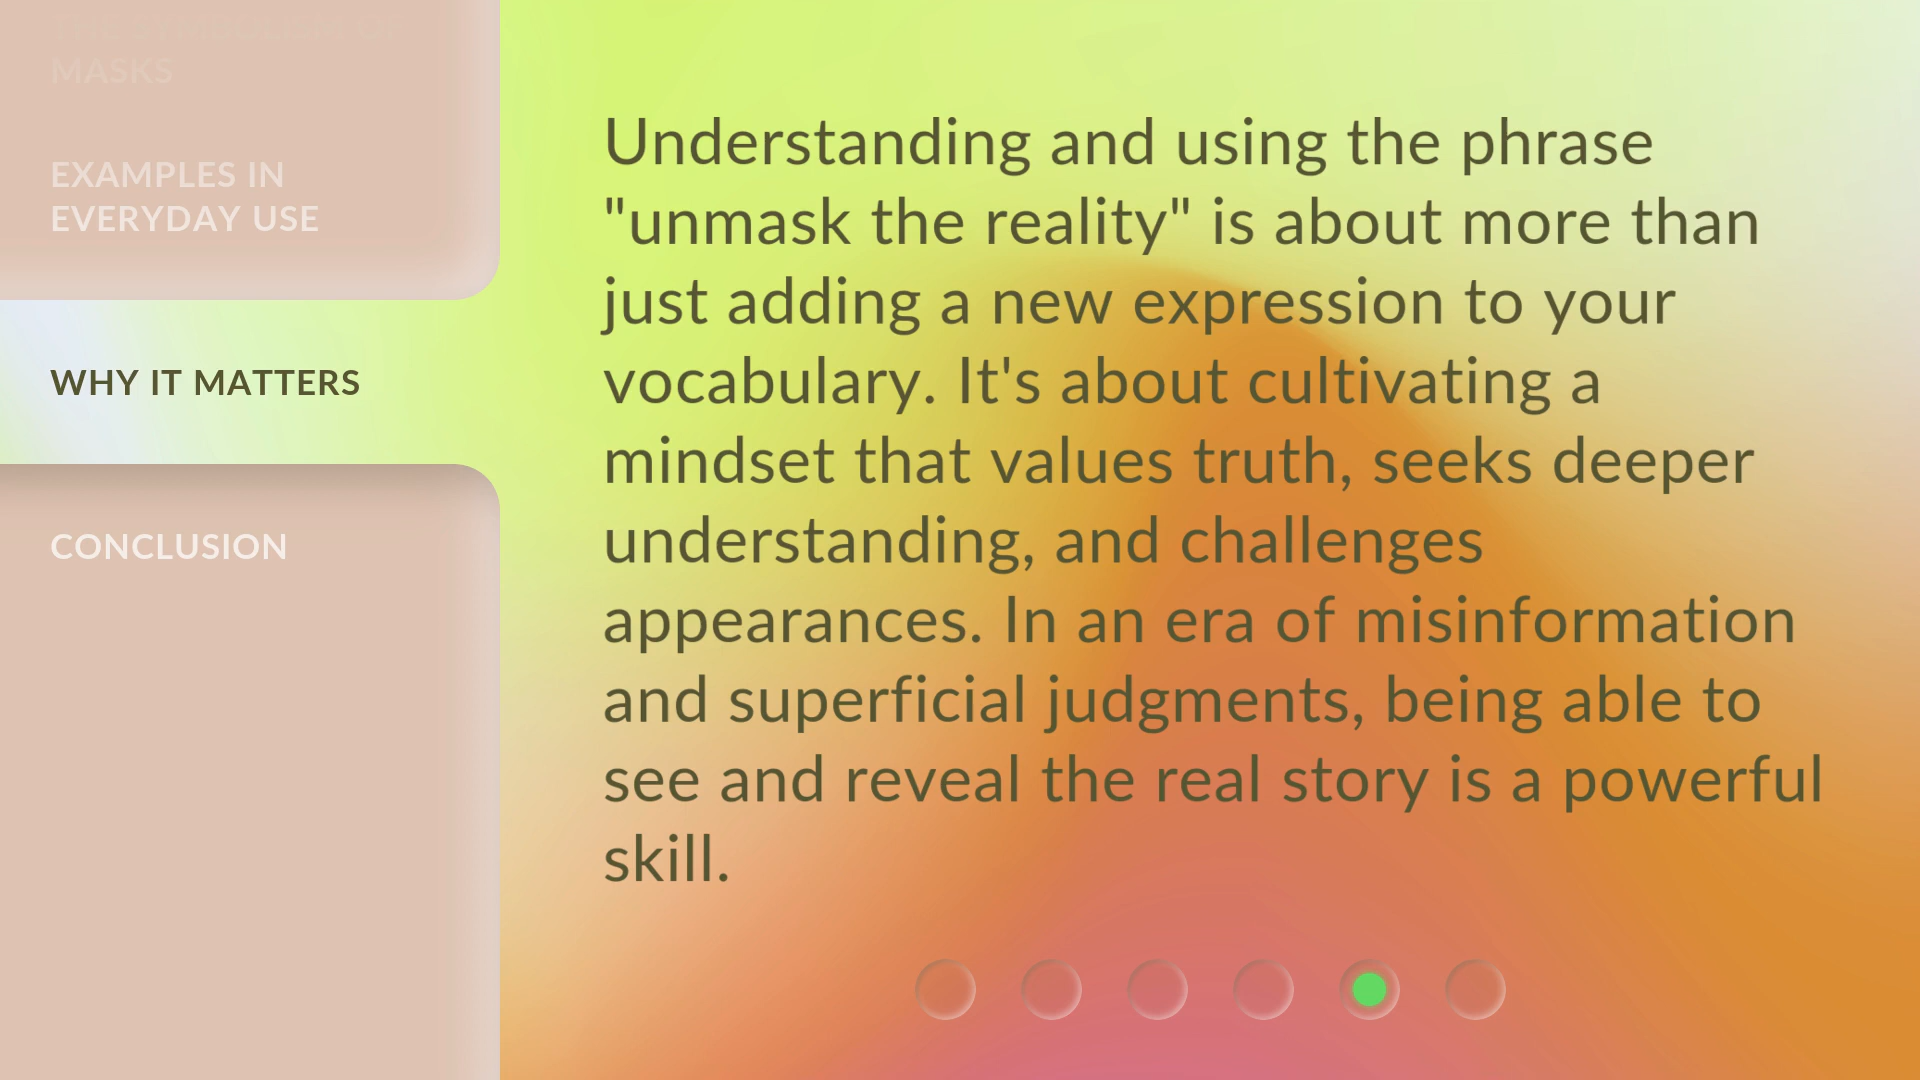 MASKS
EXAMPLES IN
EVERYDAY USE
WHY IT MATTERS
CONCLUSION
Understanding and using the phrase
"unmask the reality" is about more than
just adding a new expression to your
vocabulary. It's about cultivating a
mindset that values truth, seeks deeper
understanding, and challenges
appearances. In an era of misinformation
and superficial judgments, being able to
see and reveal the real story is a powerful
skill.